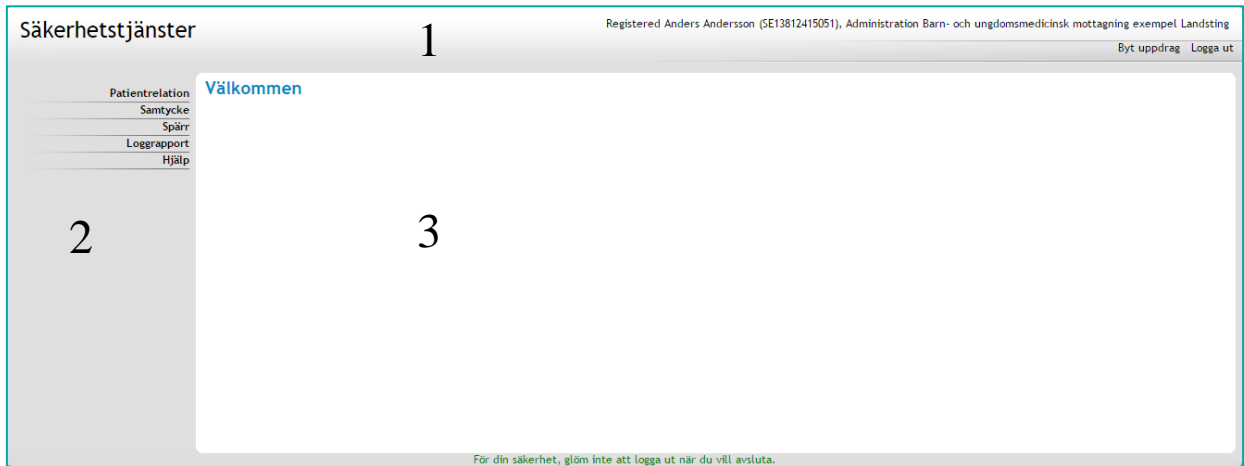 Säkerhetstjänster
1
Registered Anders Andersson (SE13812415051), Administration Barn- och ungdomsmedicinsk mottagning exempel Landsting
Byt uppdrag Logga ut
Patientrelation
Samtycke
Spärr
Loggrapport
Hjälp
2
Välkommen
3
För din säkerhet, glöm inte att logga ut när du vill avsluta.